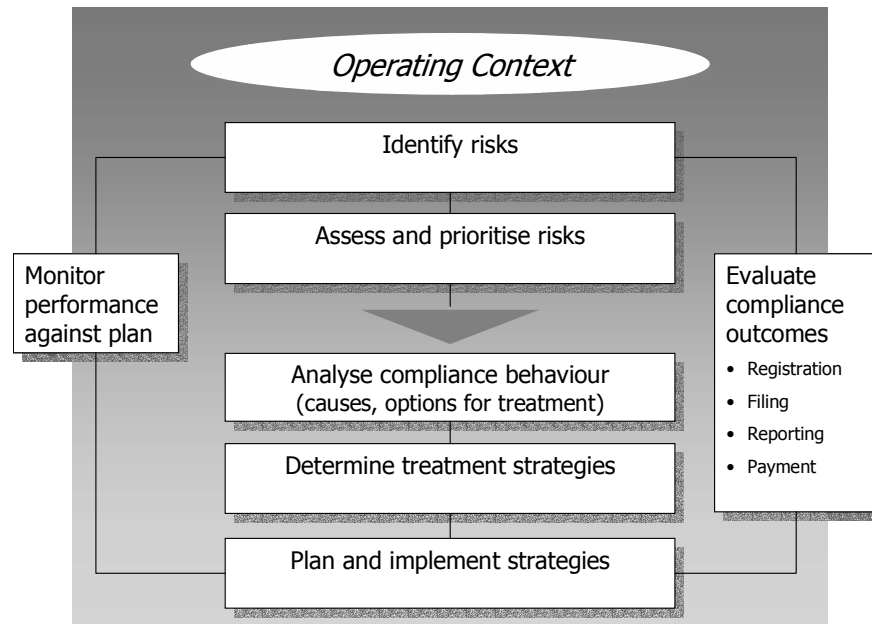 Operating Context
Identify risks
Assess and prioritise risks
Monitor
performance
against plan
Evaluate
compliance
outcomes
• Registration
• Filing
• Reporting
• Payment
Analyse compliance behaviour
(causes, options for treatment)
Determine treatment strategies
Plan and implement strategies